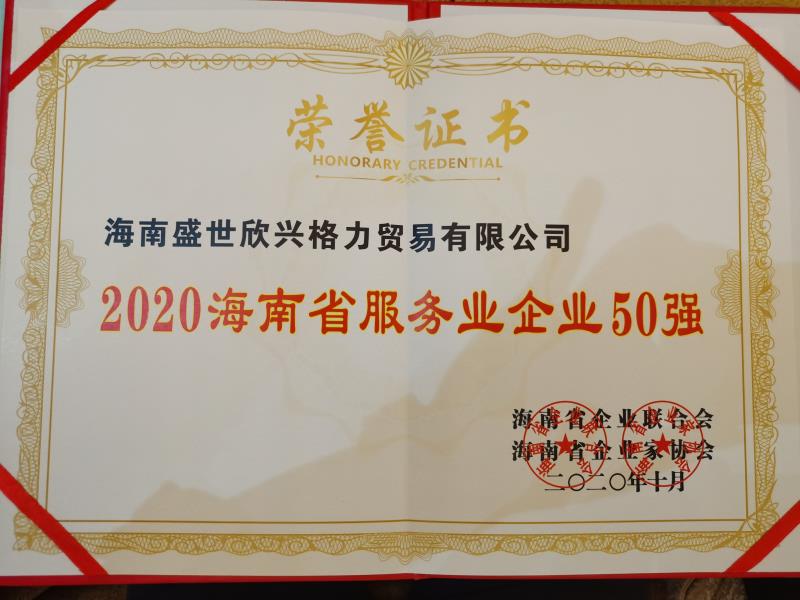 荣誉证书
HONORARY CREDENTIAL
海南盛世欣兴格力贸易有限公司
2020海南省服务业企业50强
海南省企业联合会
海南省企业家协会
二〇二〇年十月